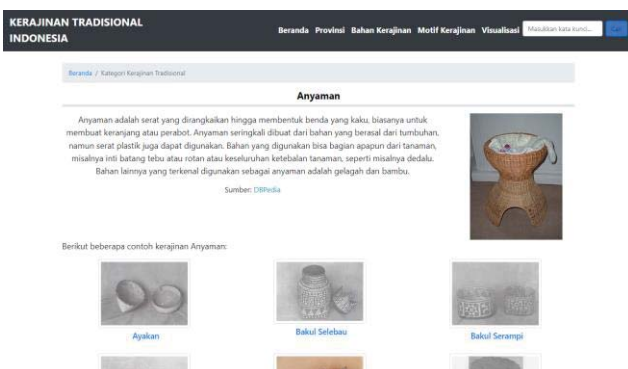 KERAJINAN TRADISIONAL
INDONESIA
Beranda Provinsi Bahan Kerajinan Motif Kerajinan Visualisasi Masukkan kata kunci... Cari
Beranda / Kategori Kerajinan Tradisional
Anyaman
Anyaman adalah serat yang dirangkaikan hingga membentuk benda yang kaku, biasanya untuk
membuat keranjang atau perabot. Anyaman seringkali dibuat dari bahan yang berasal dari tumbuhan,
namun serat plastik juga dapat digunakan. Bahan yang digunakan bisa bagian apapun dari tanaman,
misalnya inti batang tebu atau rotan atau keseluruhan ketebalan tanaman, seperti misalnya dedalu.
Bahan lainnya yang terkenal digunakan sebagai anyaman adalah gelagah dan bambu.
Sumber: DBPedia
Berikut beberapa contoh kerajinan Anyaman:
Ayakan
Bakul Selebau
Bakul Serampi